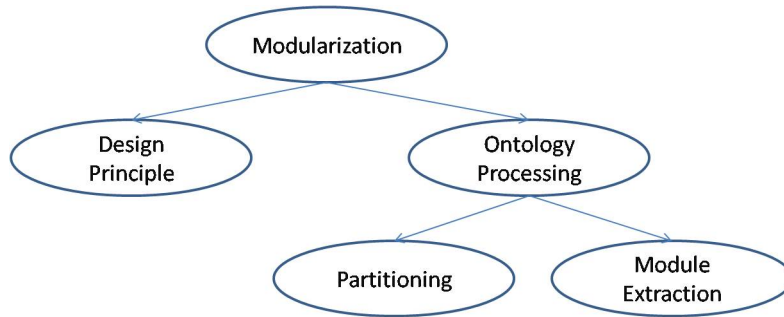 Modularization
Design
Principle
Ontology
Processing
Partitioning
Module
Extraction